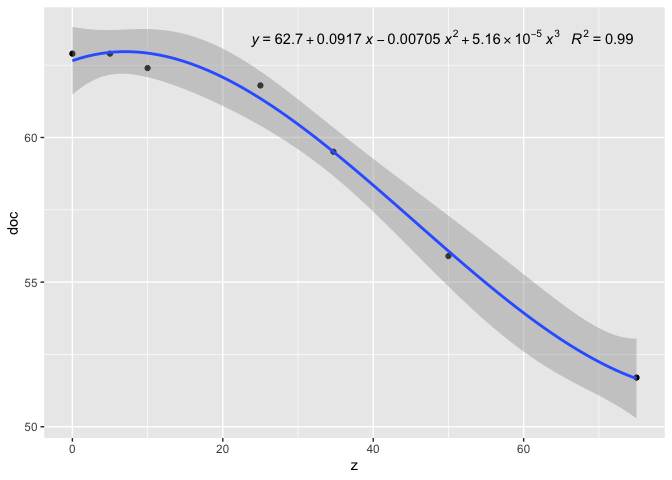 y = 62.7 + 0.0917 x − 0.00705 x² + 5.16 × 10⁻⁵ x³   R² = 0.99
60
55
50
doc
0 20 40 60
z